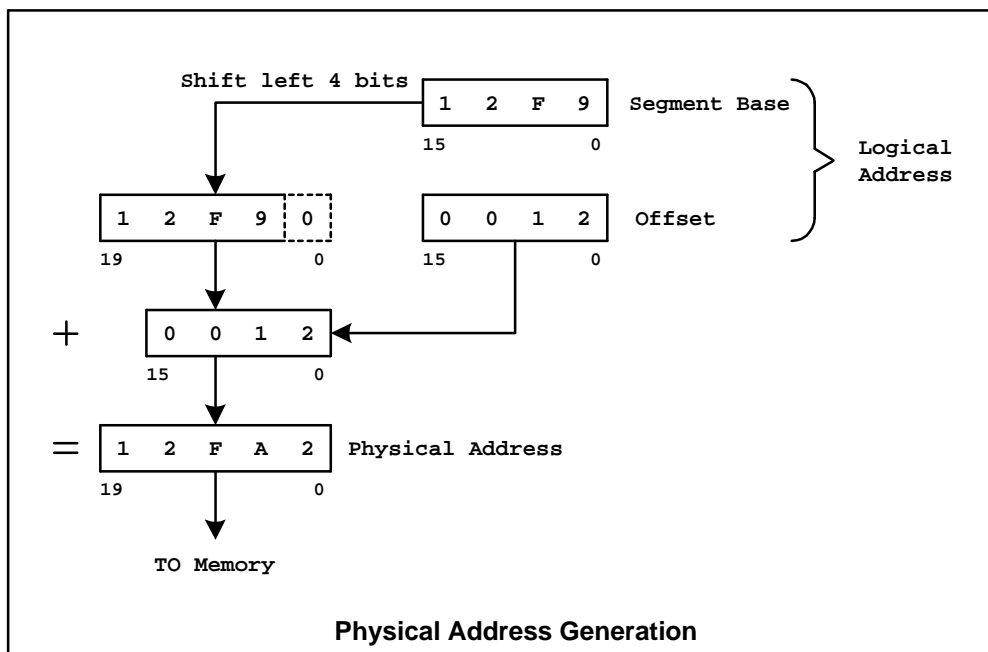 Shift left 4 bits
1 2 F 9 Segment Base
15 0
Logical
Address
1 2 F 9 0
19 0
0 0 1 2 Offset
15 0
+ 0 0 1 2
15 0
= 1 2 F A 2 Physical Address
19 0
TO Memory
Physical Address Generation